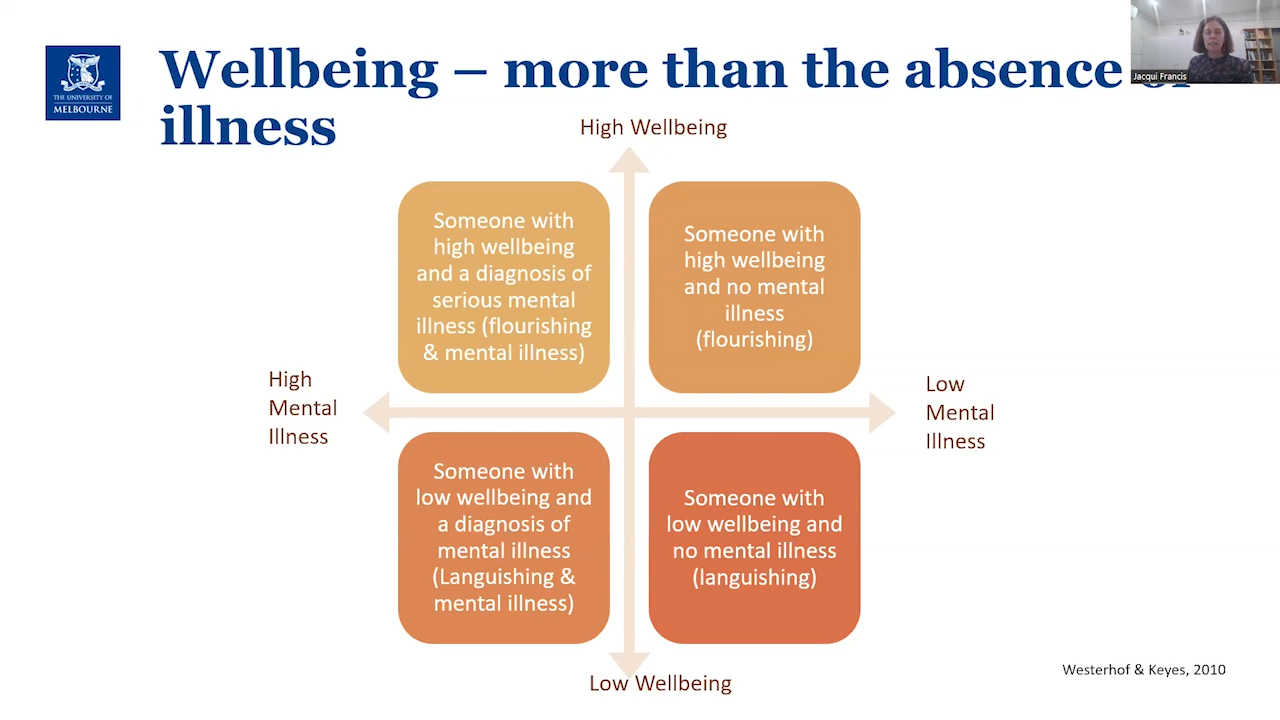 THE UNIVERSITY OF
MELBOURNE
Wellbeing – more than the absence
illness
Jacqui Francis
High Wellbeing
Someone with
high wellbeing
and a diagnosis of
serious mental
illness (flourishing
& mental illness)
Someone with
high wellbeing
and no mental
illness
(flourishing)
High
Mental
Illness
Low
Mental
Illness
Someone with
low wellbeing and
a diagnosis of
mental illness
(Languishing &
mental illness)
Someone with
low wellbeing and
no mental illness
(languishing)
Low Wellbeing
Westerhof & Keyes, 2010